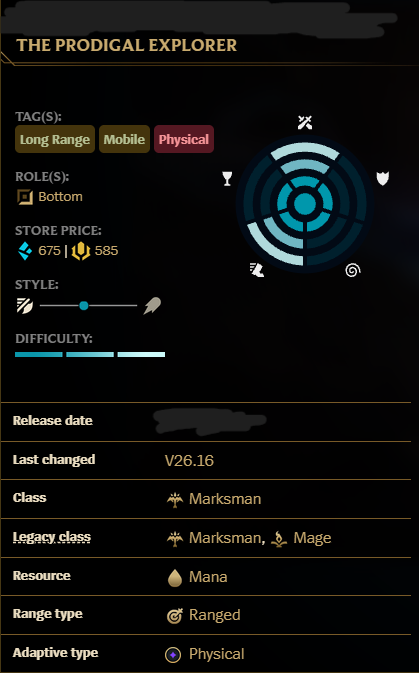 THE PRODIGAL EXPLORER
TAG(S):
Long Range Mobile Physical
ROLE(S):
Bottom
STORE PRICE:
675 | 585
STYLE:
DIFFICULTY:
Release date
Last changed V26.16
Class Marksman
Legacy class Marksman, Mage
Resource Mana
Range type Ranged
Adaptive type Physical